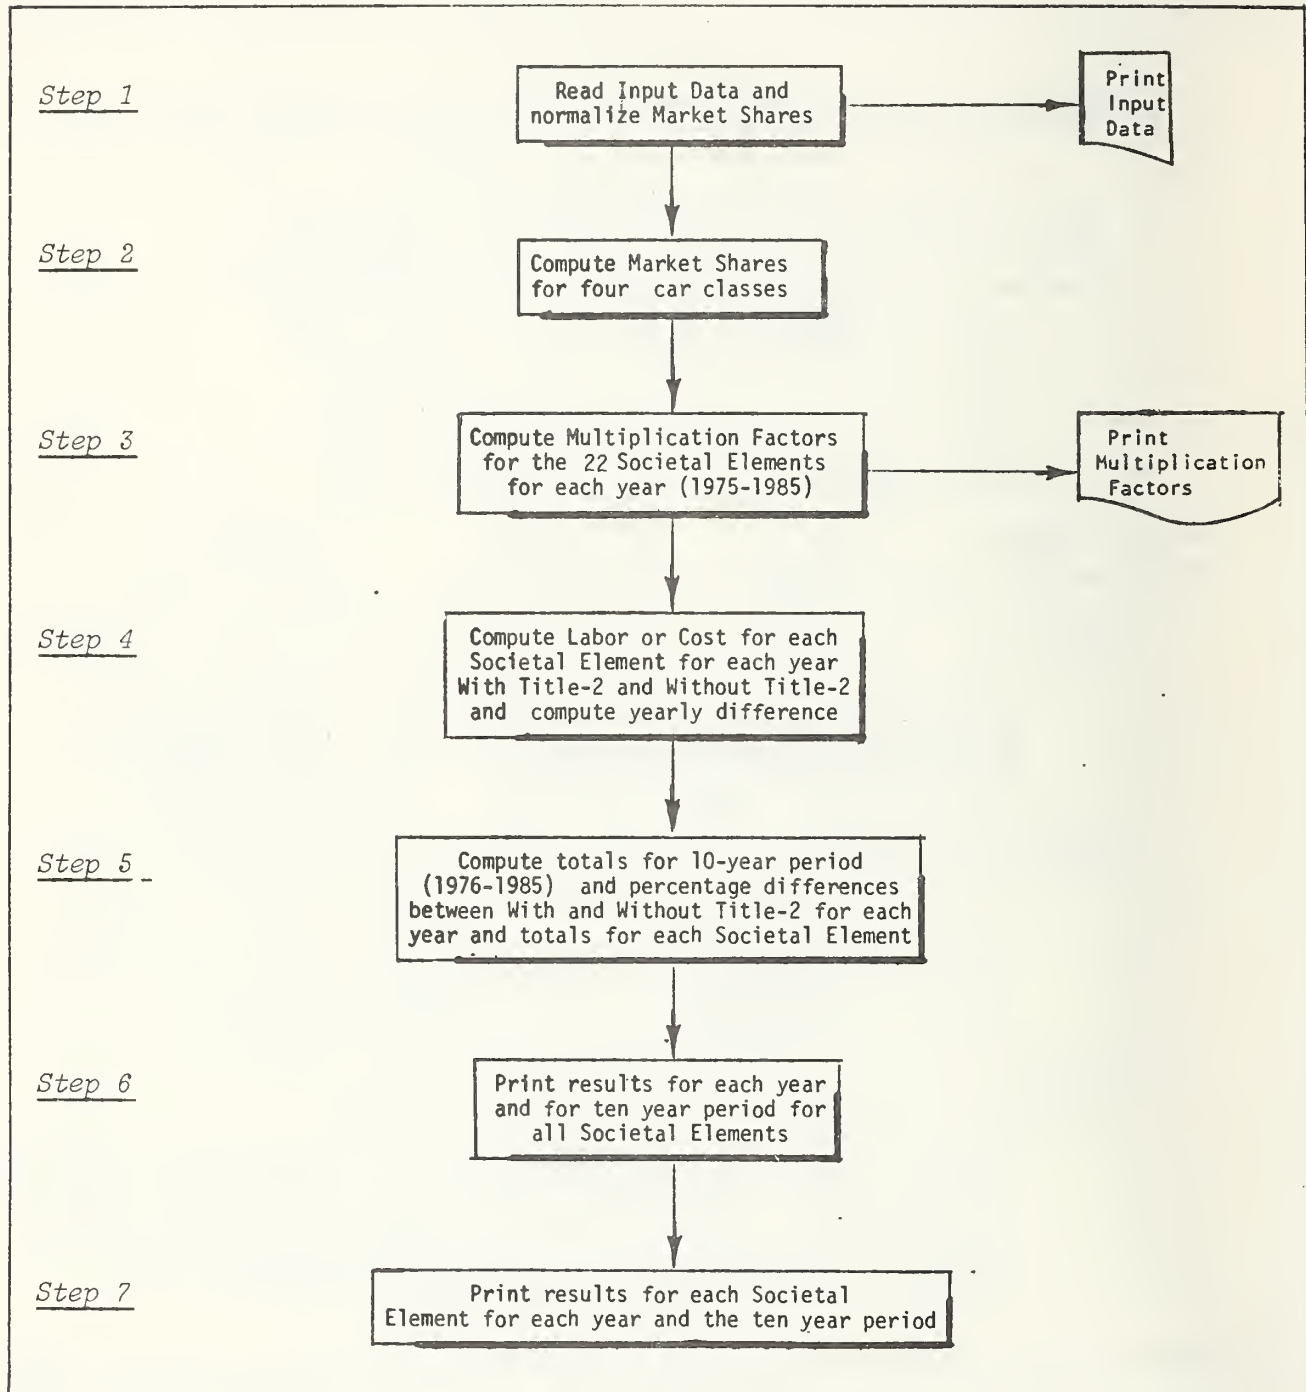 Step 1
Read Input Data and
normalize Market Shares
Print
Input
Data
Step 2
Compute Market Shares
for four car classes
Step 3
Compute Multiplication Factors
for the 22 Societal Elements
for each year (1975-1985)
Print
Multiplication
Factors
Step 4
Compute Labor or Cost for each
Societal Element for each year
With Title-2 and Without Title-2
and compute yearly difference
Step 5
Compute totals for 10-year period
(1976-1985) and percentage differences
between With and Without Title-2 for each
year and totals for each Societal Element
Step 6
Print results for each year
and for ten year period for
all Societal Elements
Step 7
Print results for each Societal
Element for each year and the ten year period